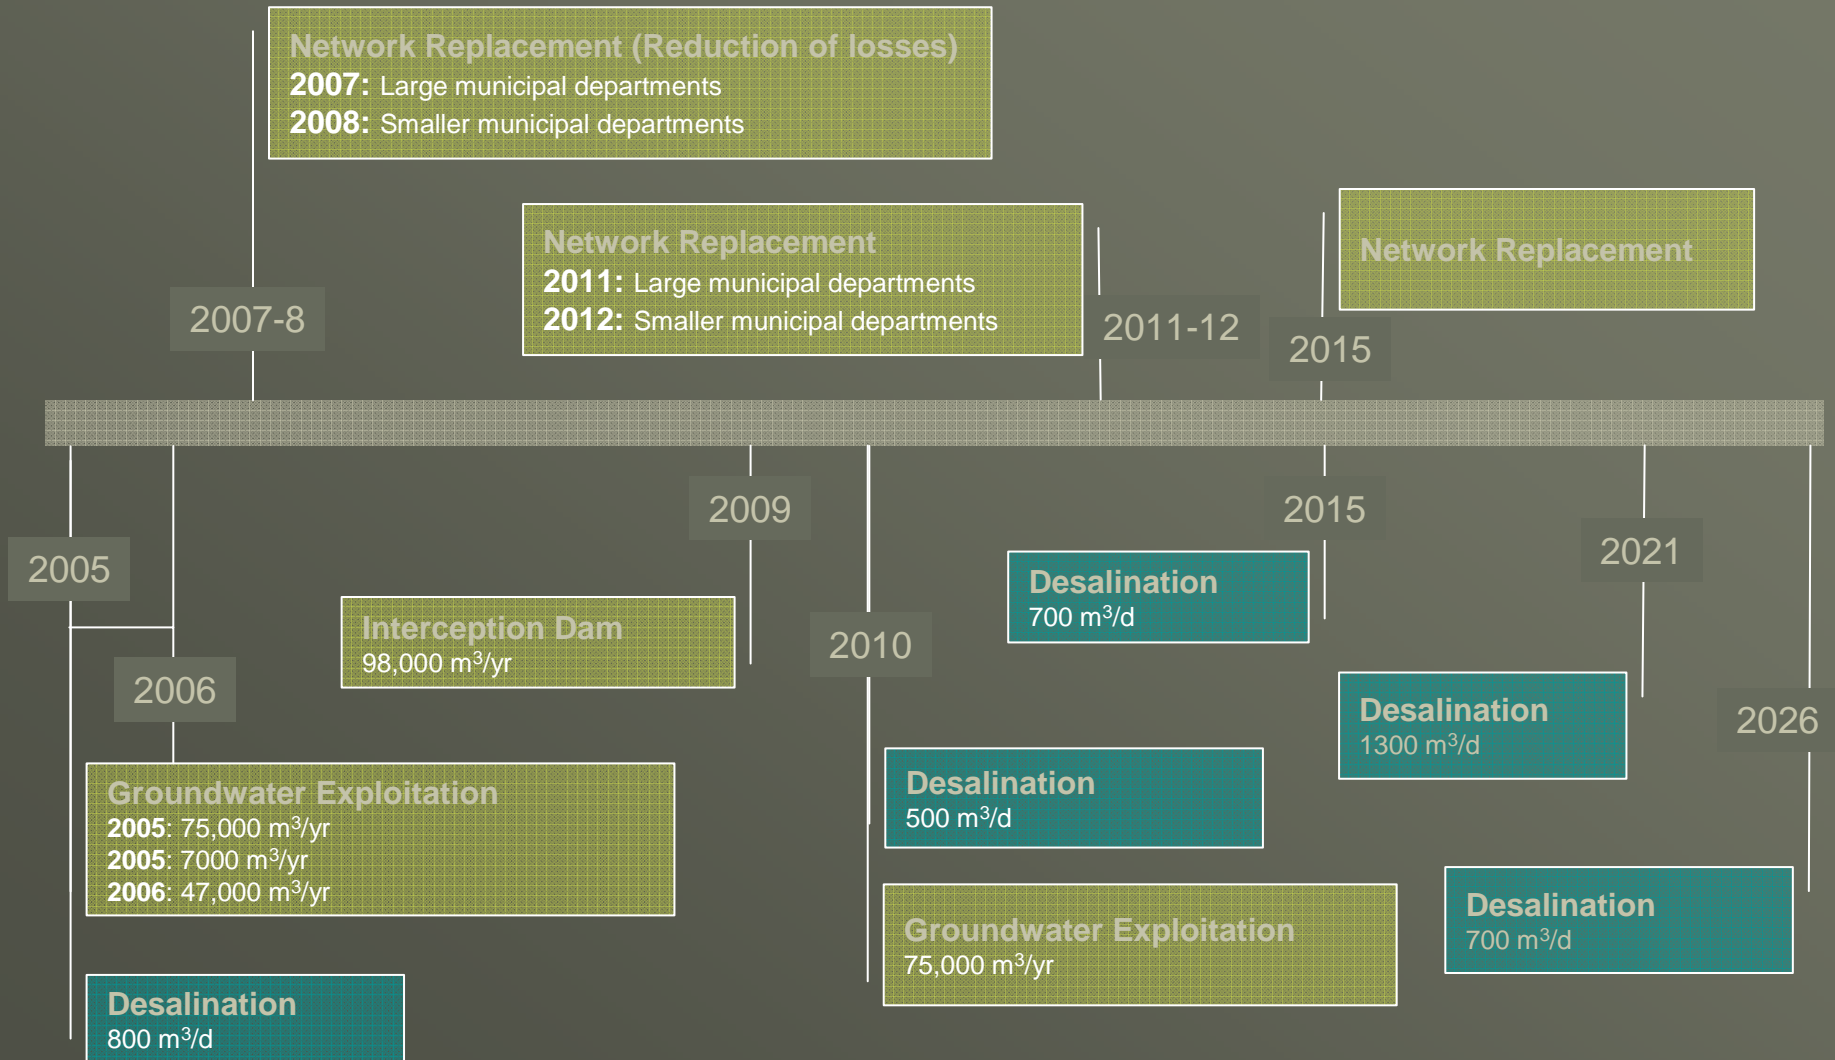 Network Replacement (Reduction of losses)
2007: Large municipal departments
2008: Smaller municipal departments
Network Replacement
2011: Large municipal departments
2012: Smaller municipal departments
Network Replacement
2007-8
2011-12
2015
2005
2006
2009
2010
2015
2021
2026
Interception Dam
98,000 m³/yr
Desalination
700 m³/d
Desalination
1300 m³/d
Groundwater Exploitation
2005: 75,000 m³/yr
2005: 7000 m³/yr
2006: 47,000 m³/yr
Desalination
500 m³/d
Desalination
700 m³/d
Groundwater Exploitation
75,000 m³/yr
Desalination
800 m³/d